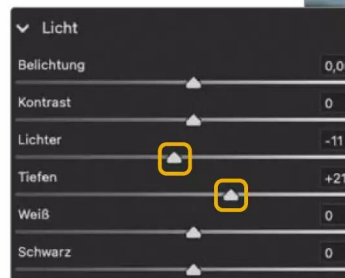 Licht
Belichtung 0,0
Kontrast 0
Lichter -11
Tiefen +21
Weiß 0
Schwarz 0